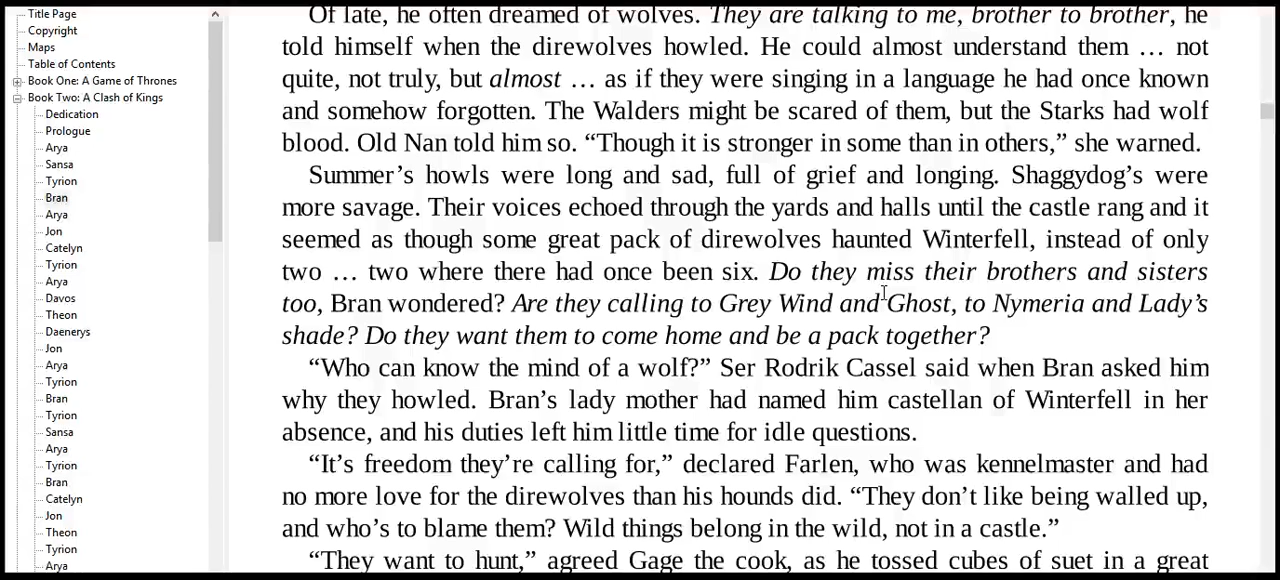 Title Page
Copyright
Maps
Table of Contents
Book One: A Game of Thrones
Book Two: A Clash of Kings
Dedication
Prologue
Arya
Sansa
Tyrion
Bran
Arya
Jon
Catelyn
Tyrion
Arya
Davos
Theon
Daenerys
Jon
Arya
Tyrion
Bran
Tyrion
Sansa
Arya
Tyrion
Bran
Catelyn
Jon
Theon
Tyrion
Arya
Of late, he often dreamed of wolves. They are talking to me, brother to brother, he
told himself when the direwolves howled. He could almost understand them … not
quite, not truly, but almost … as if they were singing in a language he had once known
and somehow forgotten. The Walders might be scared of them, but the Starks had wolf
blood. Old Nan told him so. “Though it is stronger in some than in others,” she warned.
Summer’s howls were long and sad, full of grief and longing. Shaggydog’s were
more savage. Their voices echoed through the yards and halls until the castle rang and it
seemed as though some great pack of direwolves haunted Winterfell, instead of only
two … two where there had once been six. Do they miss their brothers and sisters
too, Bran wondered? Are they calling to Grey Wind and Ghost, to Nymeria and Lady’s
shade? Do they want them to come home and be a pack together?
“Who can know the mind of a wolf?” Ser Rodrik Cassel said when Bran asked him
why they howled. Bran’s lady mother had named him castellan of Winterfell in her
absence, and his duties left him little time for idle questions.
“It’s freedom they’re calling for,” declared Farlen, who was kennelmaster and had
no more love for the direwolves than his hounds did. “They don’t like being walled up,
and who’s to blame them? Wild things belong in the wild, not in a castle.”
“They want to hunt,” agreed Gage the cook, as he tossed cubes of suet in a great